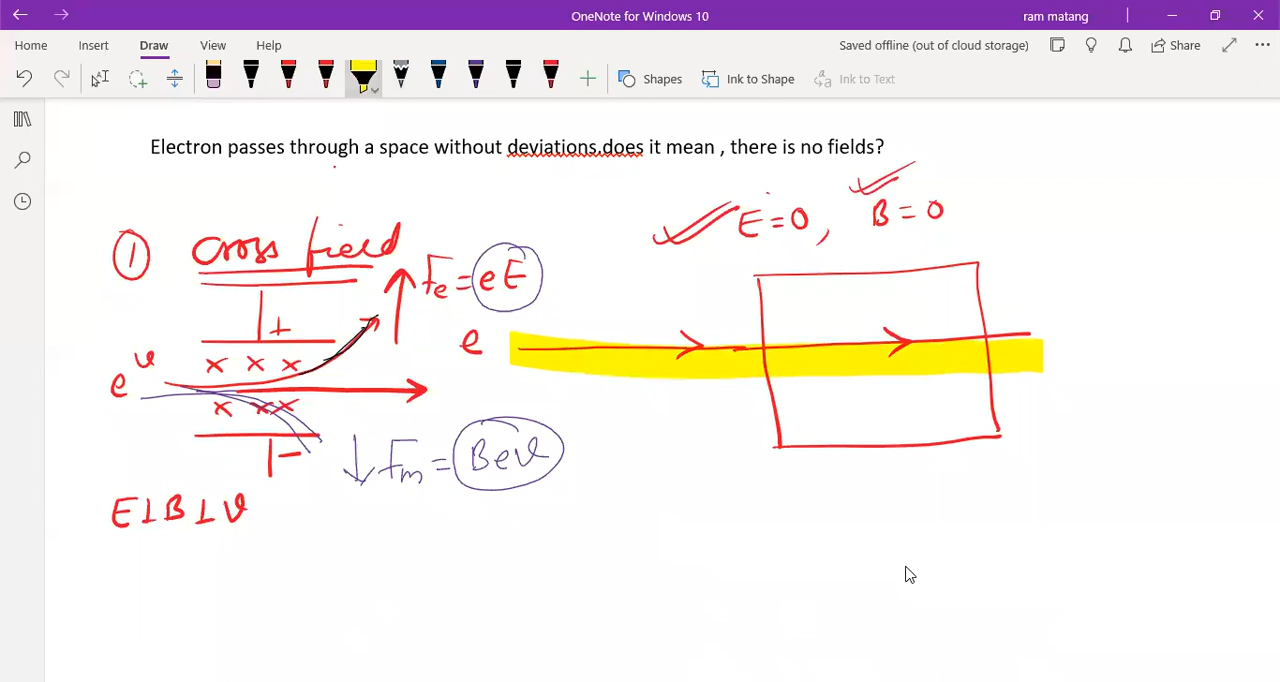 OneNote for Windows 10
ram matang
Home Insert Draw View Help
Saved offline (out of cloud storage)
Share
Shapes
Ink to Shape
Ink to Text
Electron passes through a space without deviations.does it mean , there is no fields?
E=0, B=0
① Cross field
Fe = eE
+
x x x
e v
e
x x x
-
Fm = Bev
E⊥B⊥v